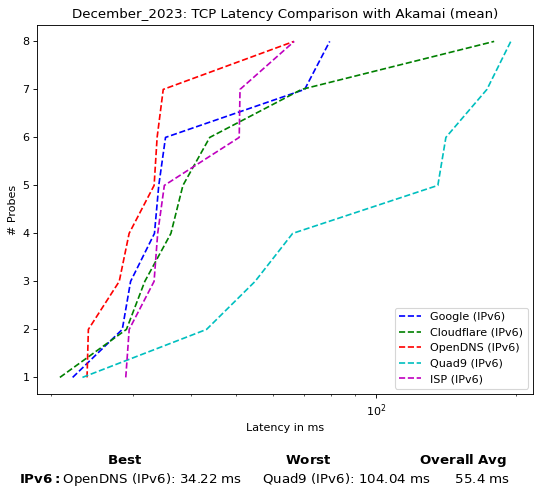 December_2023: TCP Latency Comparison with Akamai (mean)
8
7
6
5
4
3
2
1
# Probes
Google (IPv6)
Cloudflare (IPv6)
OpenDNS (IPv6)
Quad9 (IPv6)
ISP (IPv6)
10²
Latency in ms
Best Worst Overall Avg
IPv6: OpenDNS (IPv6): 34.22 ms Quad9 (IPv6): 104.04 ms 55.4 ms